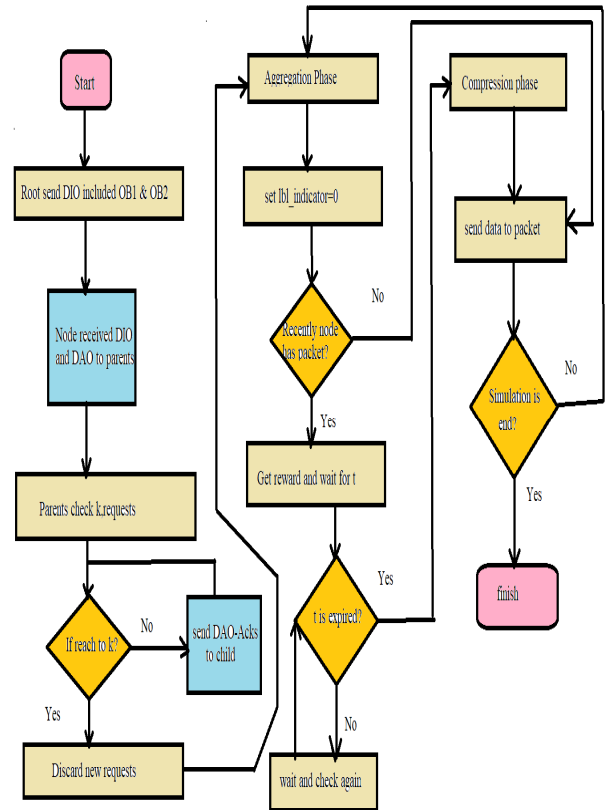 Start
Root send DIO included OB1 & OB2
Node received DIO
and DAO to parents
Parents check k.requests
If reach to k?
No
send DAO-Acks
to child
Yes
Discard new requests
Aggregation Phase
set lbl_indicator=0
Recently node
has packet?
No
Yes
Get reward and wait for t
t is expired?
Yes
No
wait and check again
Compression phase
send data to packet
Simulation is
end?
No
Yes
finish